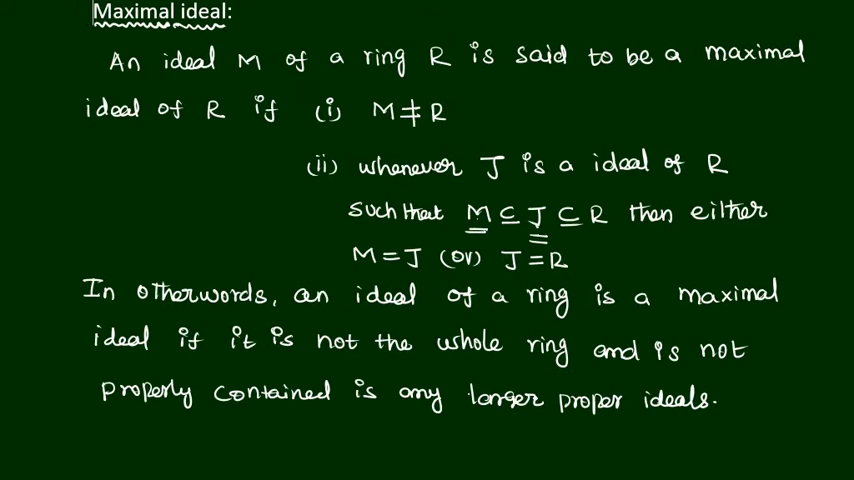 Maximal ideal:
An ideal M of a ring R is said to be a maximal
ideal of R if (i) M ≠ R
(ii) whenever J is a ideal of R
such that M ⊆ J ⊆ R then either
M = J (or) J = R
In otherwords, an ideal of a ring is a maximal
ideal if it is not the whole ring and is not
properly contained is any larger proper ideals.